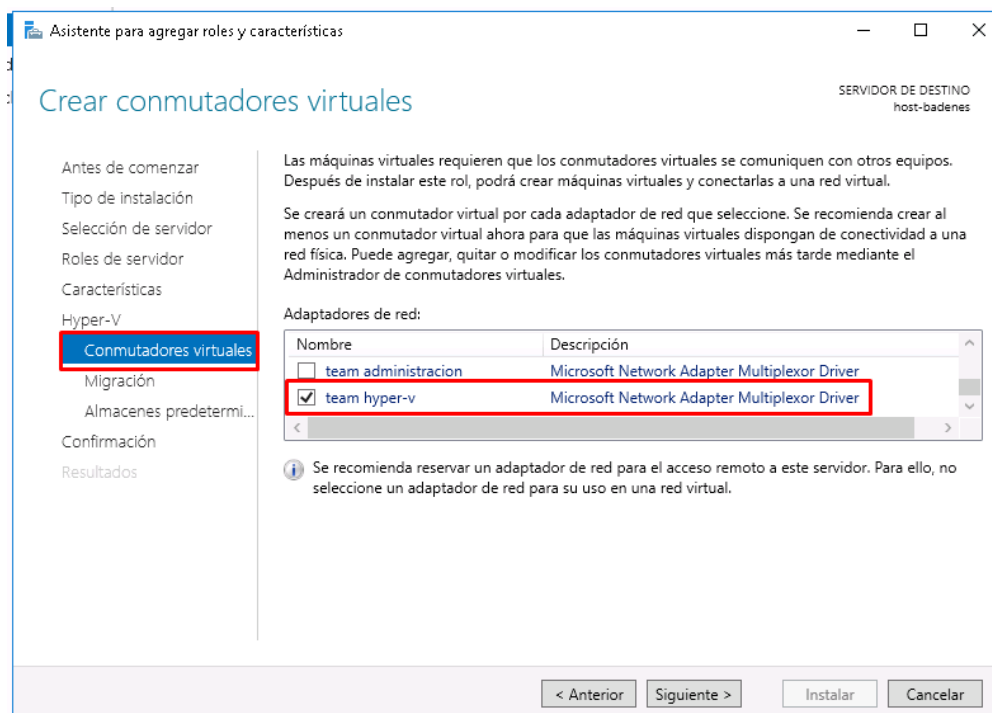 Asistente para agregar roles y características
Crear conmutadores virtuales
SERVIDOR DE DESTINO
host-badenes
Antes de comenzar
Tipo de instalación
Selección de servidor
Roles de servidor
Características
Hyper-V
Conmutadores virtuales
Migración
Almacenes predetermi...
Confirmación
Resultados
Las máquinas virtuales requieren que los conmutadores virtuales se comuniquen con otros equipos.
Después de instalar este rol, podrá crear máquinas virtuales y conectarlas a una red virtual.
Se creará un conmutador virtual por cada adaptador de red que seleccione. Se recomienda crear al
menos un conmutador virtual ahora para que las máquinas virtuales dispongan de conectividad a una
red física. Puede agregar, quitar o modificar los conmutadores virtuales más tarde mediante el
Administrador de conmutadores virtuales.
Adaptadores de red:
Nombre Descripción
team administracion Microsoft Network Adapter Multiplexor Driver
team hyper-v Microsoft Network Adapter Multiplexor Driver
Se recomienda reservar un adaptador de red para el acceso remoto a este servidor. Para ello, no
seleccione un adaptador de red para su uso en una red virtual.
< Anterior Siguiente > Instalar Cancelar